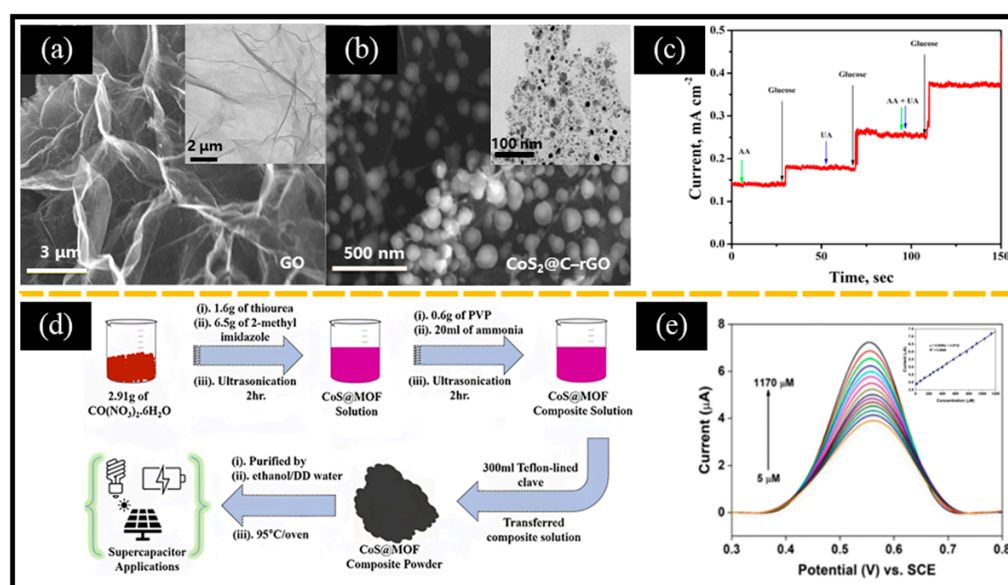 (a)
2 μm
3 μm
GO
(b)
100 nm
500 nm
CoS₂@C–rGO
(c)
Current, mA cm⁻²
0.5
0.4
0.3
0.2
0.1
0.0
AA
Glucose
UA
Glucose
AA + UA
Glucose
0
50
100
150
Time, sec
(d)
2.91g of
CO(NO₃)₂.6H₂O
(i). 1.6g of thiourea
(ii). 6.5g of 2-methyl
imidazole
(iii). Ultrasonication
2hr.
CoS@MOF
Solution
(i). 0.6g of PVP
(ii). 20ml of ammonia
(iii). Ultrasonication
2hr.
CoS@MOF
Composite Solution
300ml Teflon-lined
clave
Transferred
composite solution
CoS@MOF
Composite Powder
(i). Purified by
(ii). ethanol/DD water
(iii). 95°C/oven
Supercapacitor
Applications
(e)
Current (μA)
8
6
4
2
0
1170 μM
5 μM
0.3
0.4
0.5
0.6
0.7
0.8
Potential (V) vs. SCE
Current (μA)
Concentration (μM)